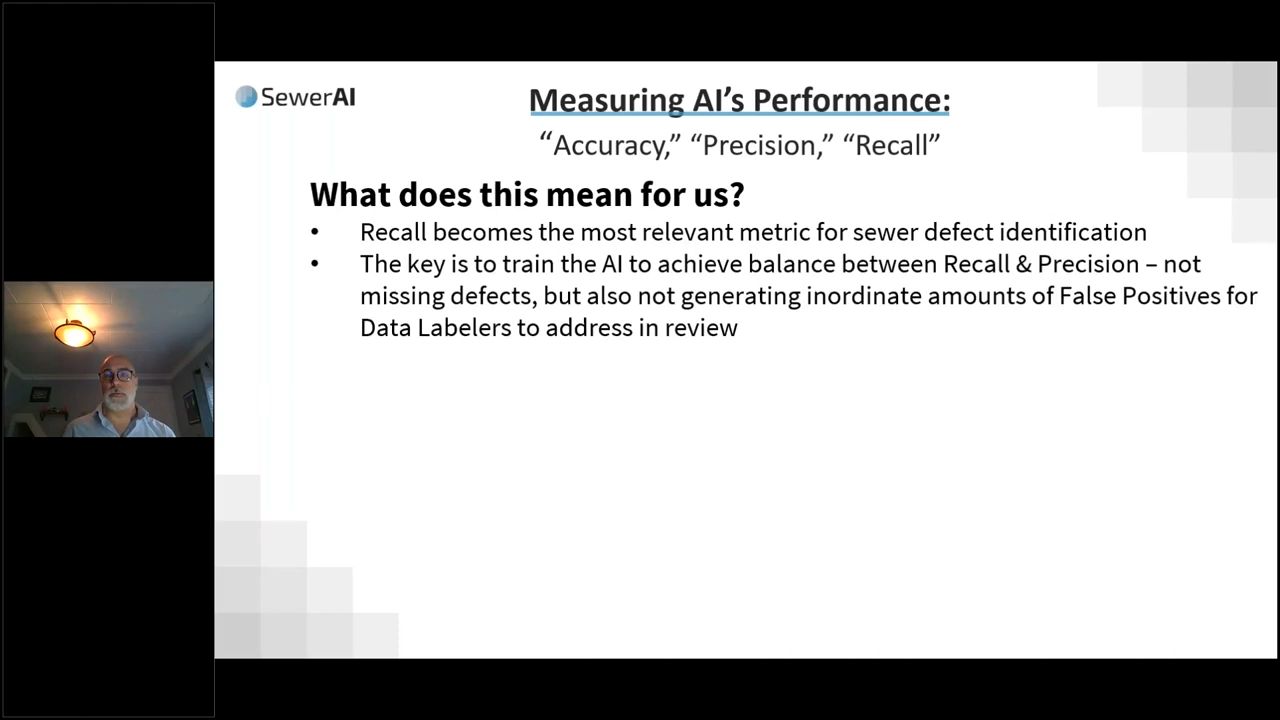 SewerAI
Measuring AI’s Performance:
“Accuracy,” “Precision,” “Recall”
What does this mean for us?
• Recall becomes the most relevant metric for sewer defect identification
• The key is to train the AI to achieve balance between Recall & Precision – not
missing defects, but also not generating inordinate amounts of False Positives for
Data Labelers to address in review